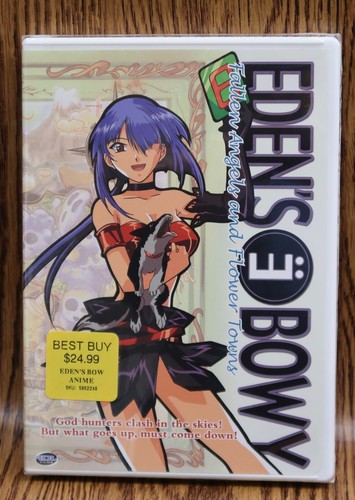 EDEN'S BOWY
Fallen Angels and Flower Towns
BEST BUY
$24.99
EDEN'S BOW
ANIME
God hunters clash in the skies!
But what goes up, must come down!